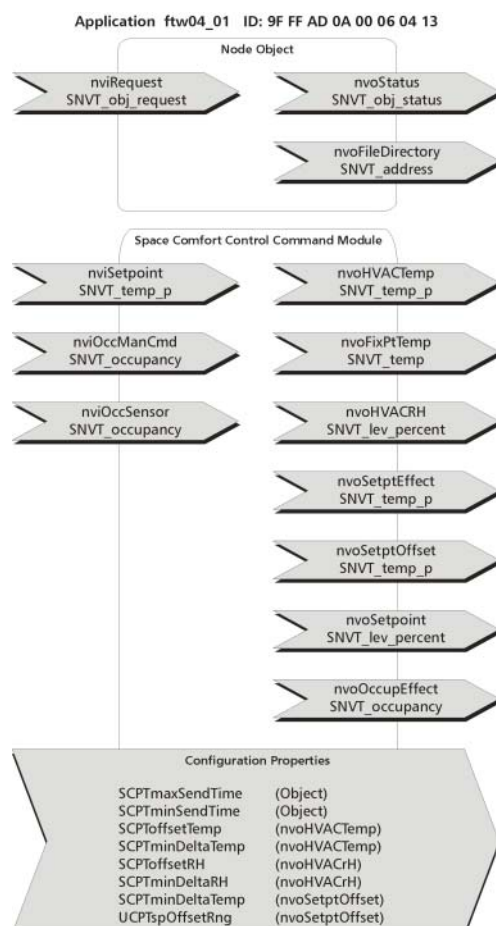 Application ftw04_01 ID: 9F FF AD 0A 00 06 04 13
Node Object
nviRequest
SNVT_obj_request
nvoStatus
SNVT_obj_status
nvoFileDirectory
SNVT_address
Space Comfort Control Command Module
nviSetpoint
SNVT_temp_p
nvoHVACTemp
SNVT_temp_p
nviOccManCmd
SNVT_occupancy
nvoFixPtTemp
SNVT_temp
nviOccSensor
SNVT_occupancy
nvoHVACRH
SNVT_lev_percent
nvoSetptEffect
SNVT_temp_p
nvoSetptOffset
SNVT_temp_p
nvoSetpoint
SNVT_lev_percent
nvoOccupEffect
SNVT_occupancy
Configuration Properties
SCPTmaxSendTime (Object)
SCPTminSendTime (Object)
SCPToffsetTemp (nvoHVACTemp)
SCPTminDeltaTemp (nvoHVACTemp)
SCPToffsetRH (nvoHVACrH)
SCPTminDeltaRH (nvoHVACrH)
SCPTminDeltaTemp (nvoSetptOffset)
UCPTspOffsetRng (nvoSetptOffset)